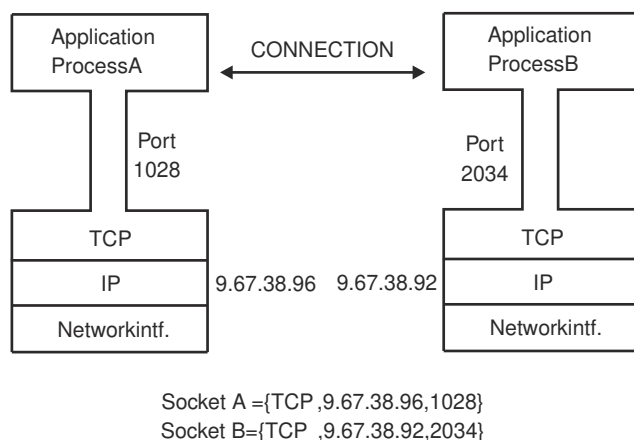 Application
ProcessA
CONNECTION
Application
ProcessB
Port
1028
Port
2034
TCP
TCP
IP
9.67.38.96
9.67.38.92
IP
Networkintf.
Networkintf.
Socket A ={TCP ,9.67.38.96,1028}
Socket B={TCP ,9.67.38.92,2034}